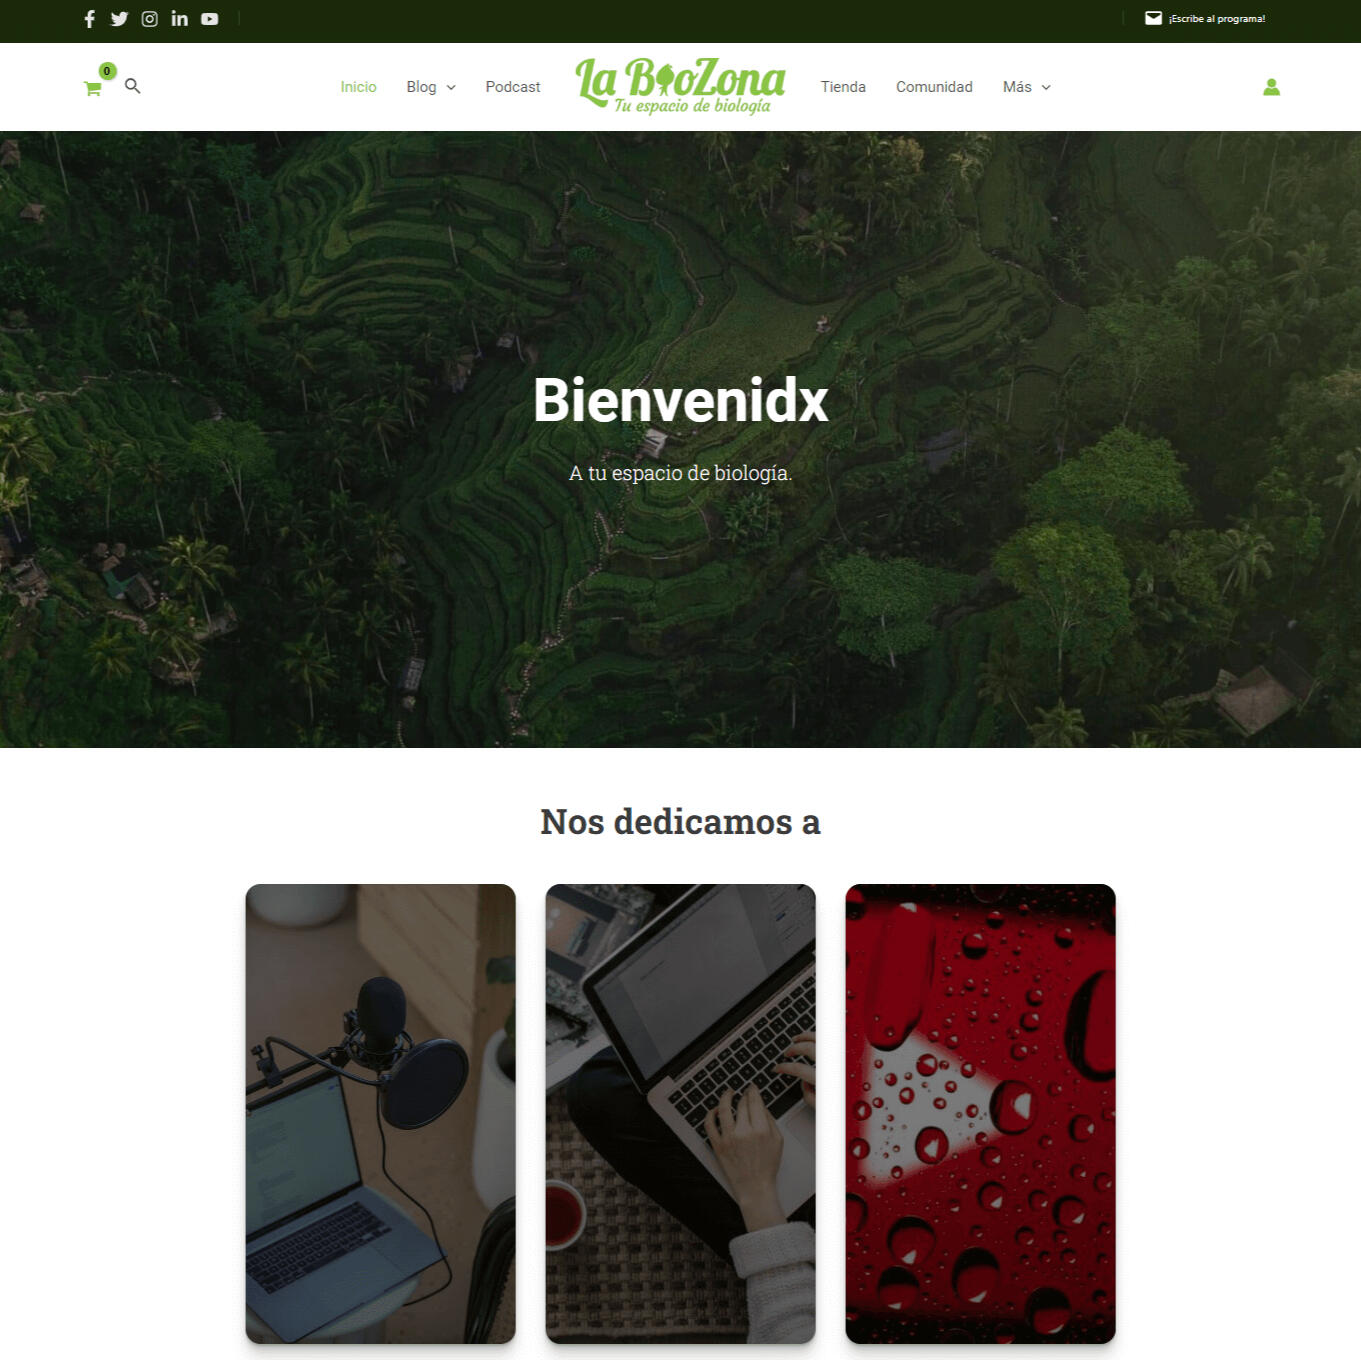 ¡Escribe al programa!
0
Inicio
Blog
Podcast
La BioZona
Tu espacio de biología
Tienda
Comunidad
Más
Bienvenidx
A tu espacio de biología.
Nos dedicamos a